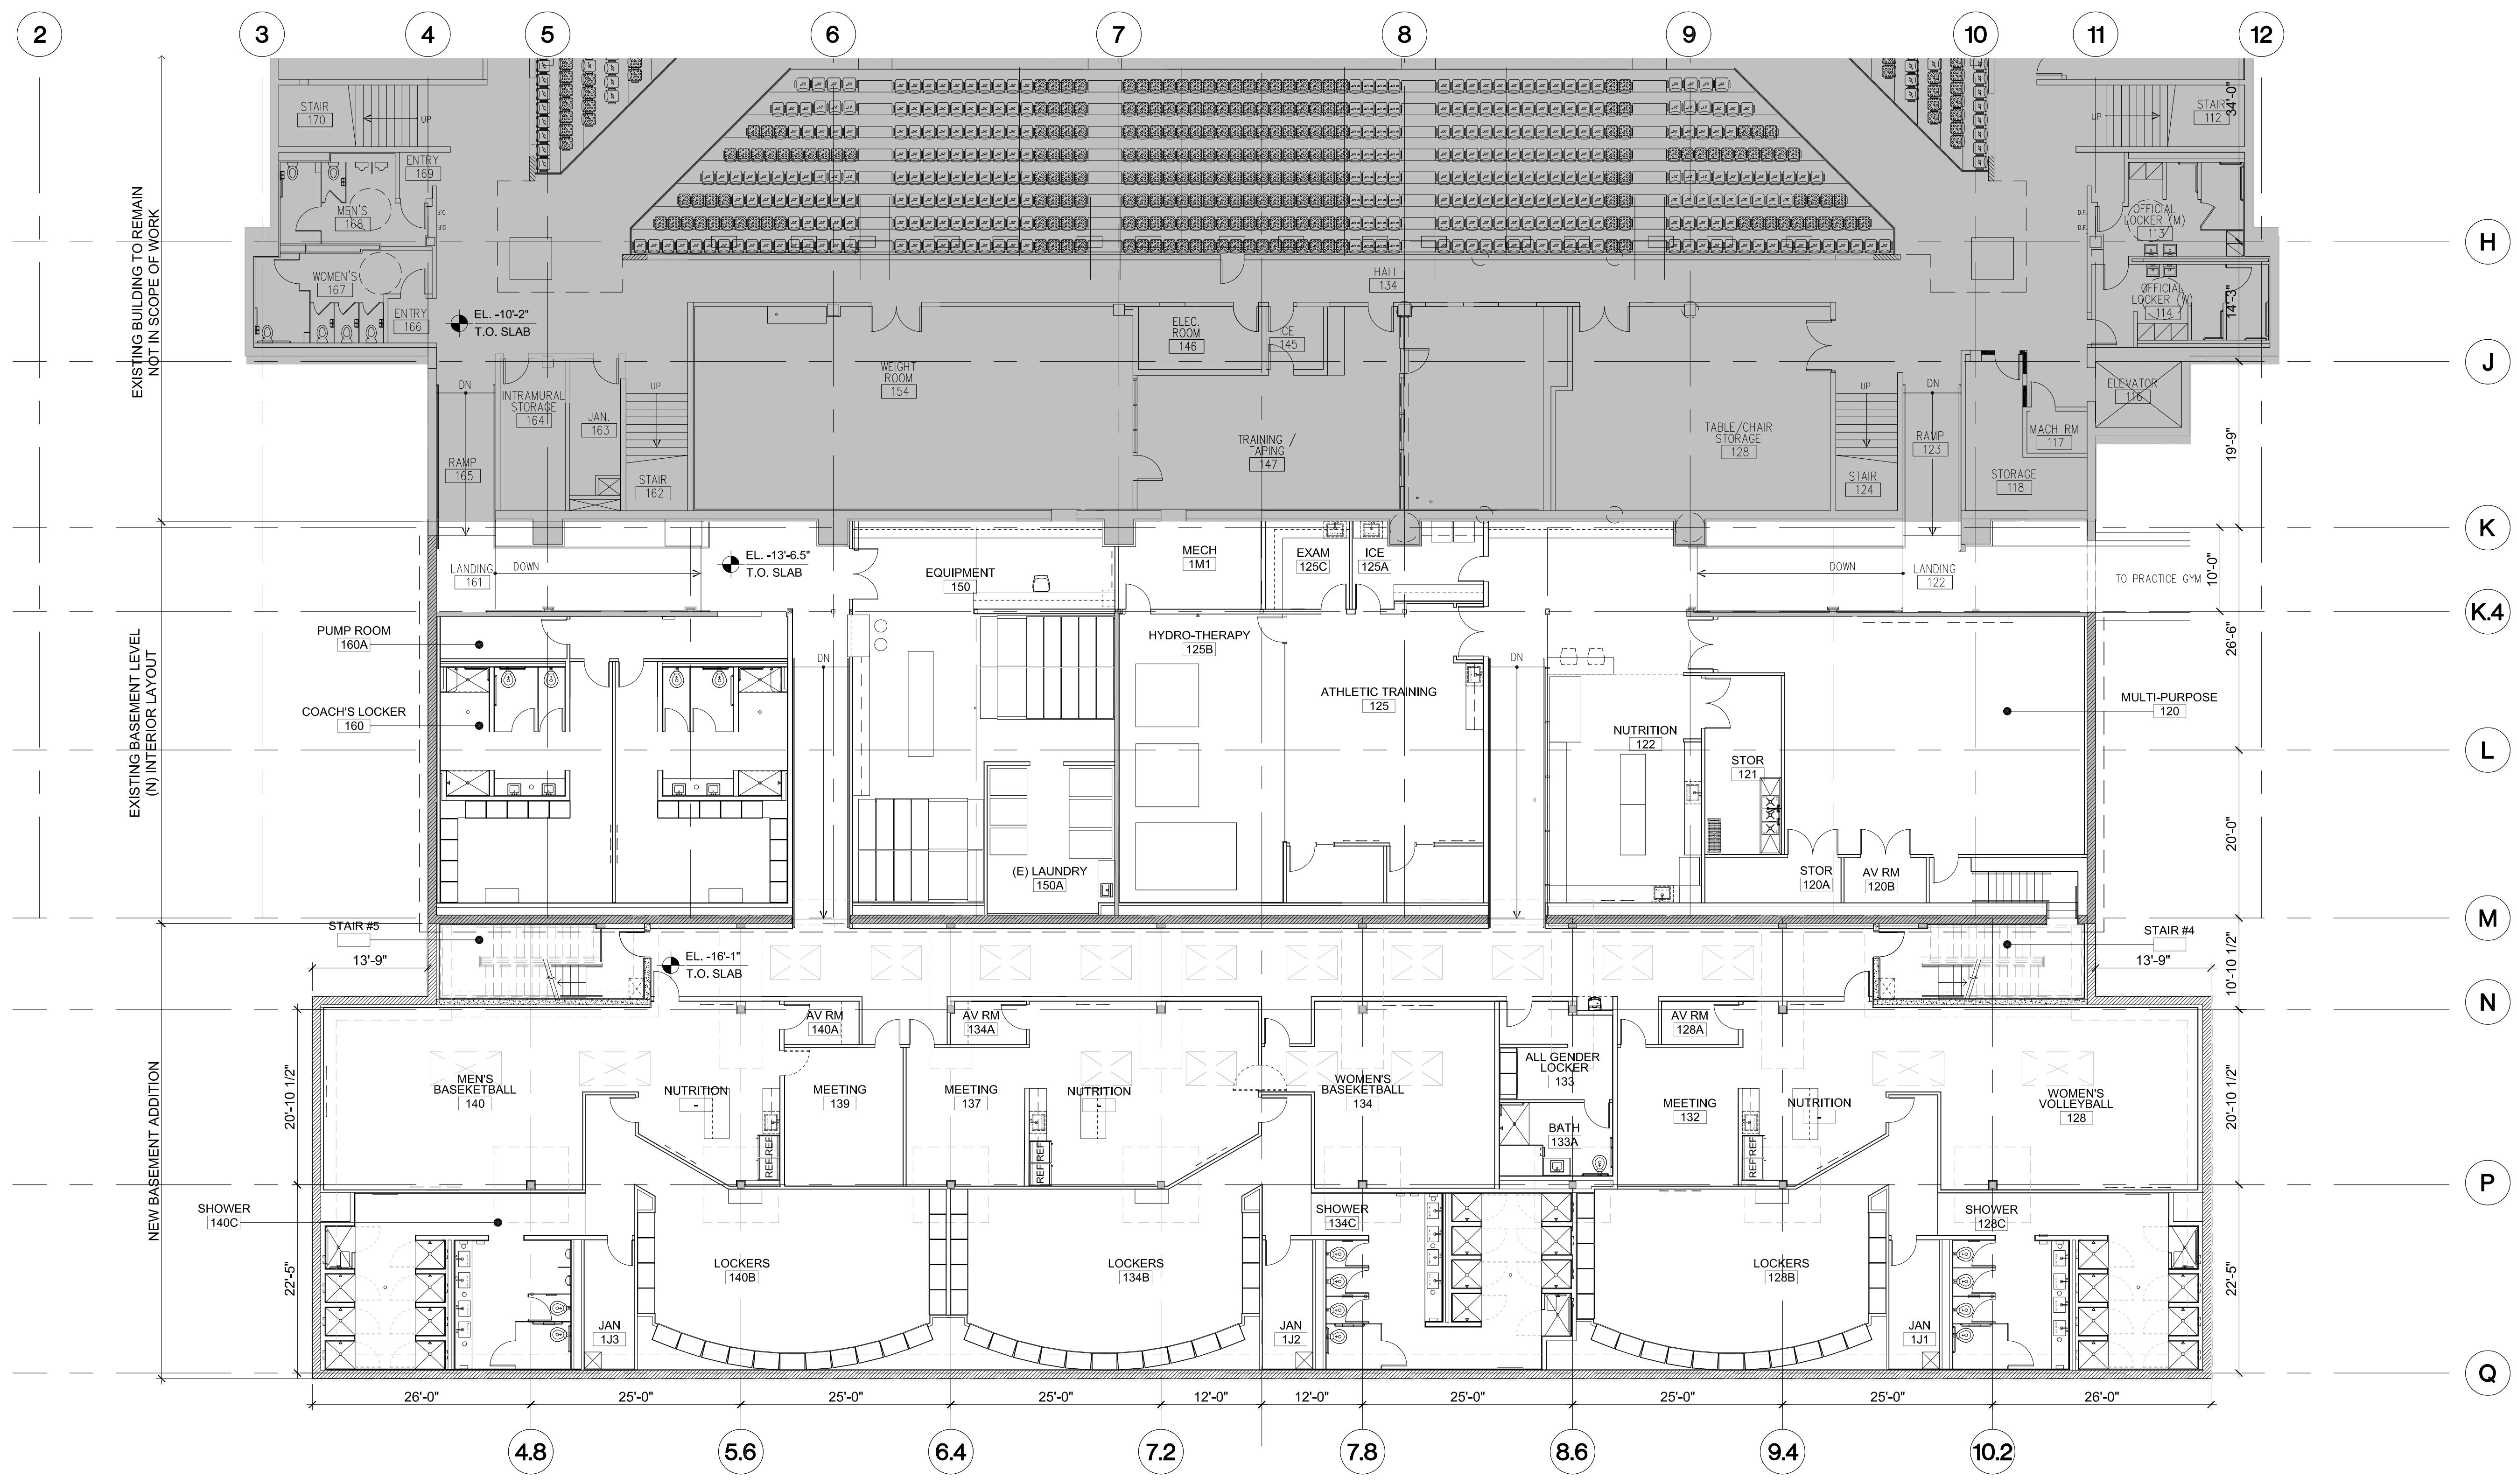 2
3
4
5
6
7
8
9
10
11
12
STAIR
170
UP
ENTRY
169
MEN'S
168
D.F.
D.F.
WOMEN'S
167
ENTRY
166
EL. -10'-2"
T.O. SLAB
HALL
134
STAIR
112
UP
34'-0"
D.F.
D.F.
OFFICIAL
LOCKER (M)
113
OFFICIAL
LOCKER (W)
114
14'-3"
H
EXISTING BUILDING TO REMAIN
NOT IN SCOPE OF WORK
ELEC.
ROOM
146
ICE
145
J
DN
INTRAMURAL
STORAGE
164
JAN.
163
UP
WEIGHT
ROOM
154
TRAINING /
TAPING
147
TABLE/CHAIR
STORAGE
128
UP
DN
ELEVATOR
116
MACH RM
117
RAMP
165
STAIR
162
STAIR
124
RAMP
123
STORAGE
118
19'-9"
K
LANDING
161
DOWN
EL. -13'-6.5"
T.O. SLAB
EQUIPMENT
150
MECH
1M1
EXAM
125C
ICE
125A
DOWN
LANDING
122
TO PRACTICE GYM
10'-0"
K.4
PUMP ROOM
160A
DN
HYDRO-THERAPY
125B
DN
26'-6"
COACH'S LOCKER
160
ATHLETIC TRAINING
125
NUTRITION
122
MULTI-PURPOSE
120
L
STOR
121
EXISTING BASEMENT LEVEL
(N) INTERIOR LAYOUT
20'-0"
(E) LAUNDRY
150A
STOR
120A
AV RM
120B
M
STAIR #5
STAIR #4
13'-9"
EL. -16'-1"
T.O. SLAB
13'-9"
10'-10 1/2"
N
AV RM
140A
AV RM
134A
AV RM
128A
MEN'S
BASEKETBALL
140
NUTRITION
-
MEETING
139
MEETING
137
NUTRITION
-
WOMEN'S
BASEKETBALL
134
ALL GENDER
LOCKER
133
BATH
133A
MEETING
132
NUTRITION
-
WOMEN'S
VOLLEYBALL
128
20'-10 1/2"
20'-10 1/2"
REF
REF
REF
REF
REF
REF
NEW BASEMENT ADDITION
P
SHOWER
140C
SHOWER
134C
SHOWER
128C
LOCKERS
140B
LOCKERS
134B
LOCKERS
128B
22'-5"
22'-5"
JAN
1J3
JAN
1J2
JAN
1J1
Q
26'-0"
25'-0"
25'-0"
25'-0"
12'-0"
12'-0"
25'-0"
25'-0"
25'-0"
26'-0"
4.8
5.6
6.4
7.2
7.8
8.6
9.4
10.2